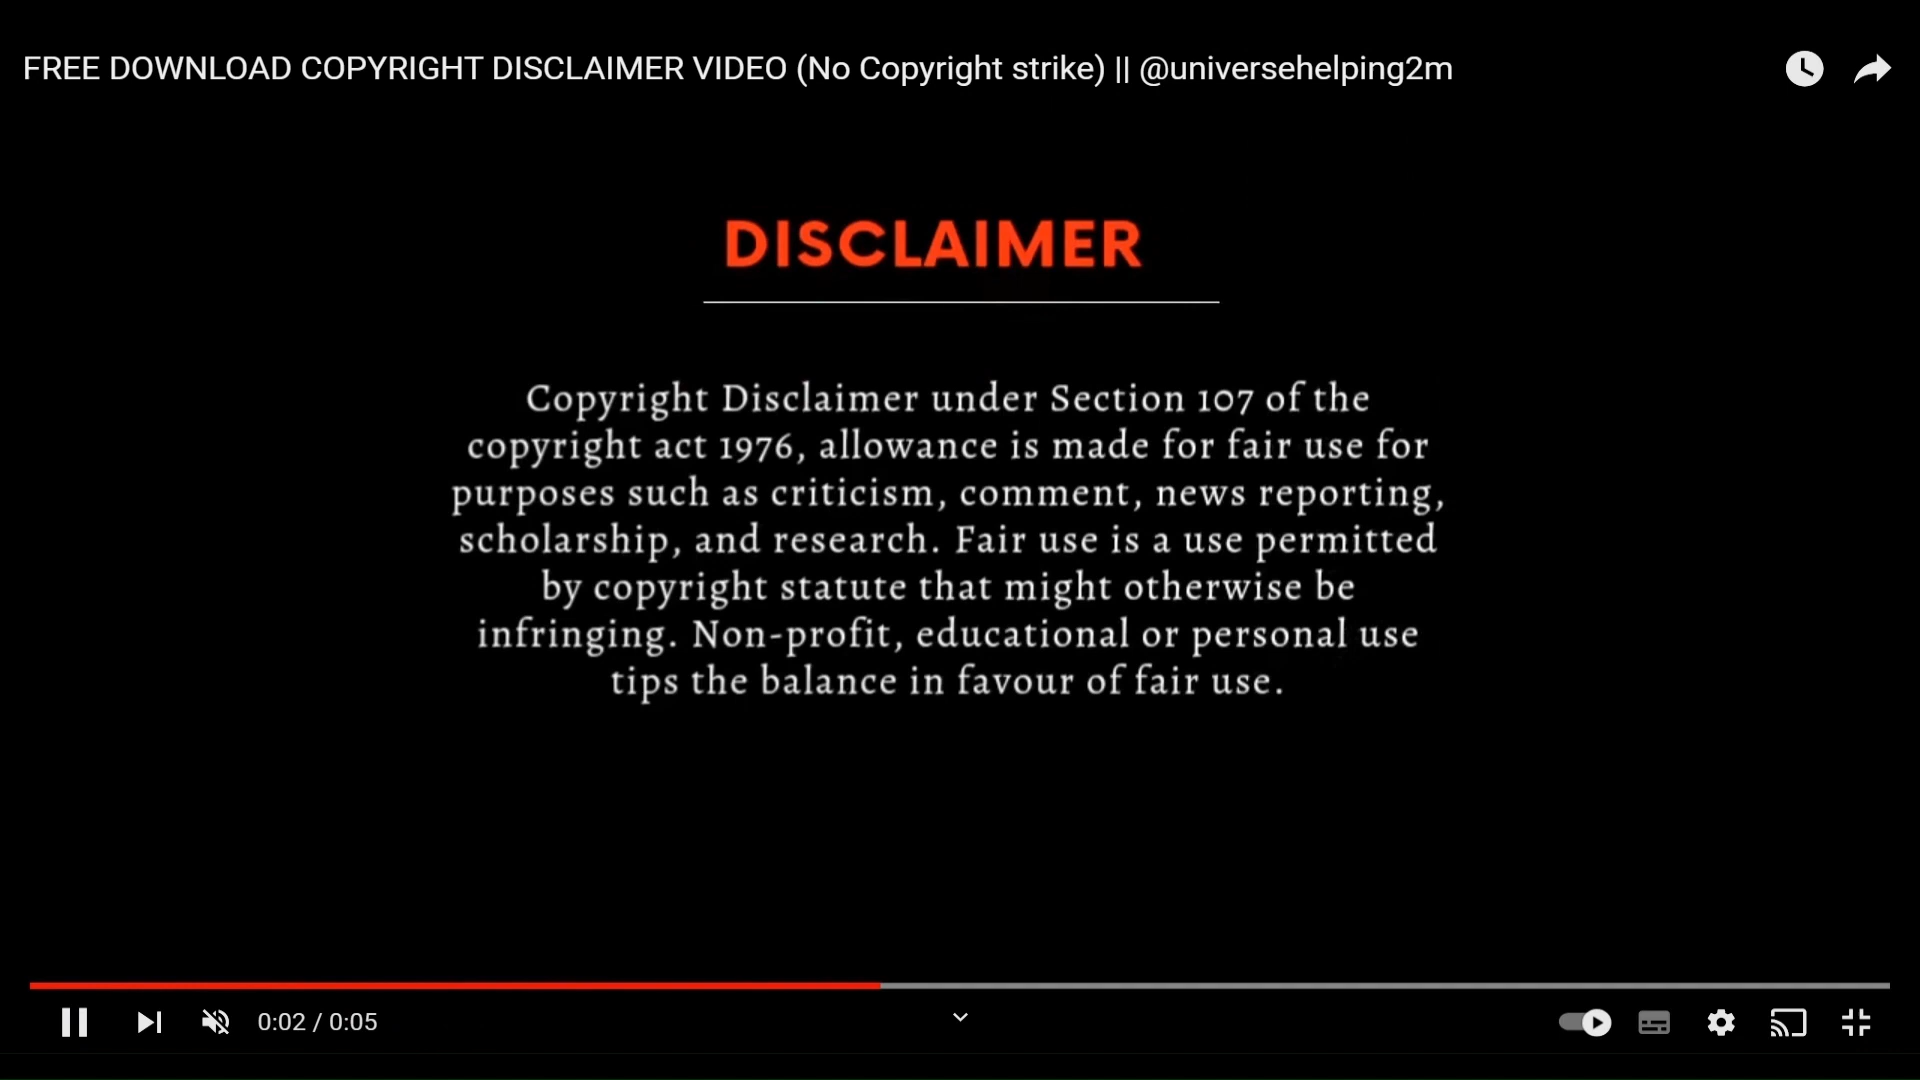 FREE DOWNLOAD COPYRIGHT DISCLAIMER VIDEO (No Copyright strike) || @universehelping2m
DISCLAIMER
Copyright Disclaimer under Section 107 of the
copyright act 1976, allowance is made for fair use for
purposes such as criticism, comment, news reporting,
scholarship, and research. Fair use is a use permitted
by copyright statute that might otherwise be
infringing. Non-profit, educational or personal use
tips the balance in favour of fair use.
0:02 / 0:05